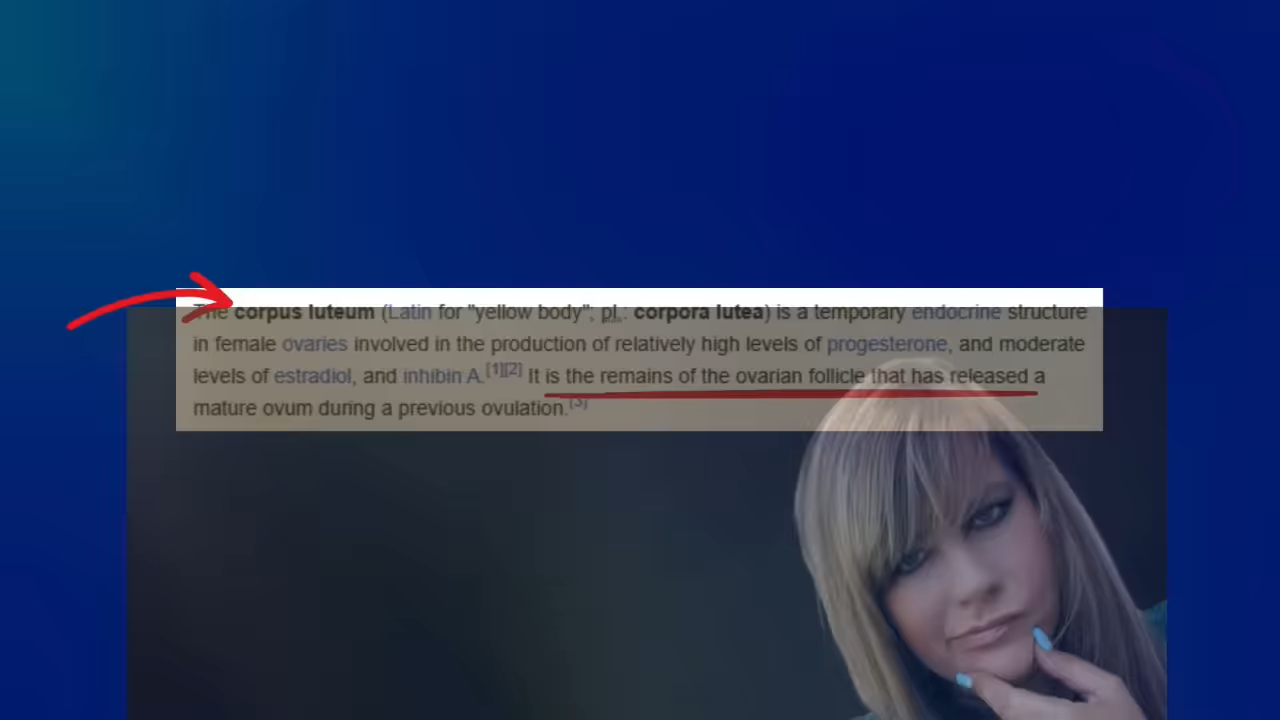 The corpus luteum (Latin for "yellow body"; pl.: corpora lutea) is a temporary endocrine structure
in female ovaries involved in the production of relatively high levels of progesterone, and moderate
levels of estradiol, and inhibin A.[1][2] It is the remains of the ovarian follicle that has released a
mature ovum during a previous ovulation.[3]